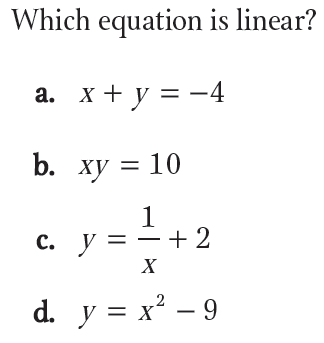 Which equation is linear?
a. x + y = −4
b. xy = 10
c. y = 1/x + 2
d. y = x² − 9